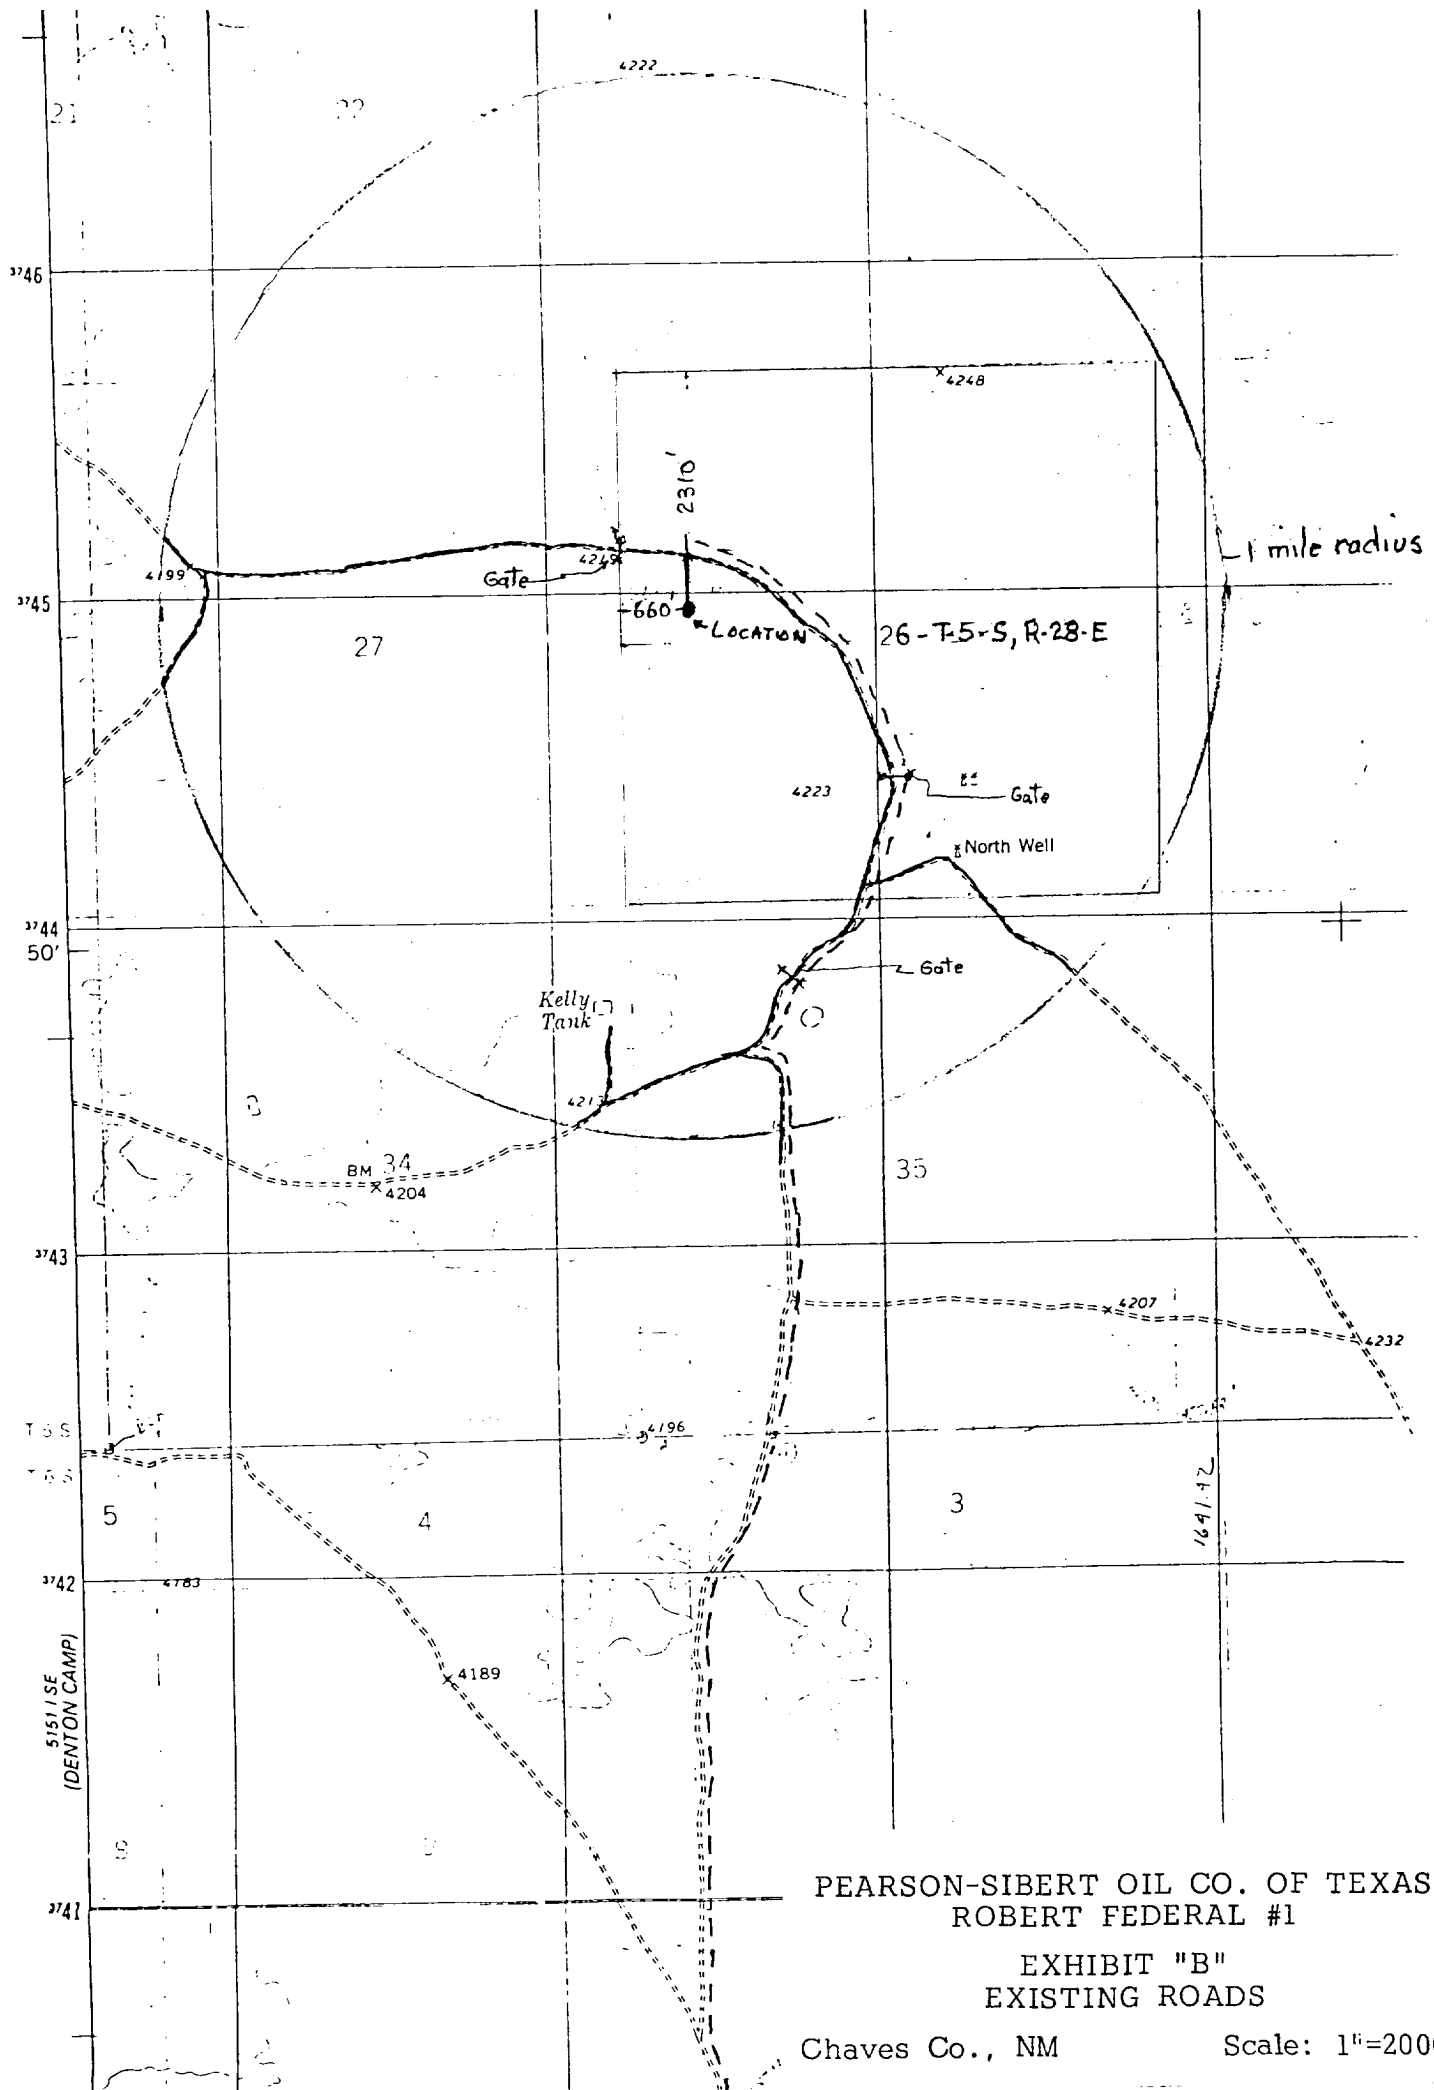 4222
21
22
3746
4248
2310'
1 mile radius
4199
Gate
4249
3745
660'
LOCATION
27
26-T-5-S, R-28-E
4223
Gate
North Well
3744
50'
Gate
Kelly
Tank
4213
BM 34
4204
35
3743
4207
4232
4196
T 6 S
5
4
3
1641.42
3742
4183
4189
5151 I SE
(DENTON CAMP)
3741
PEARSON-SIBERT OIL CO. OF TEXAS
ROBERT FEDERAL #1
EXHIBIT "B"
EXISTING ROADS
Chaves Co., NM
Scale: 1"=200